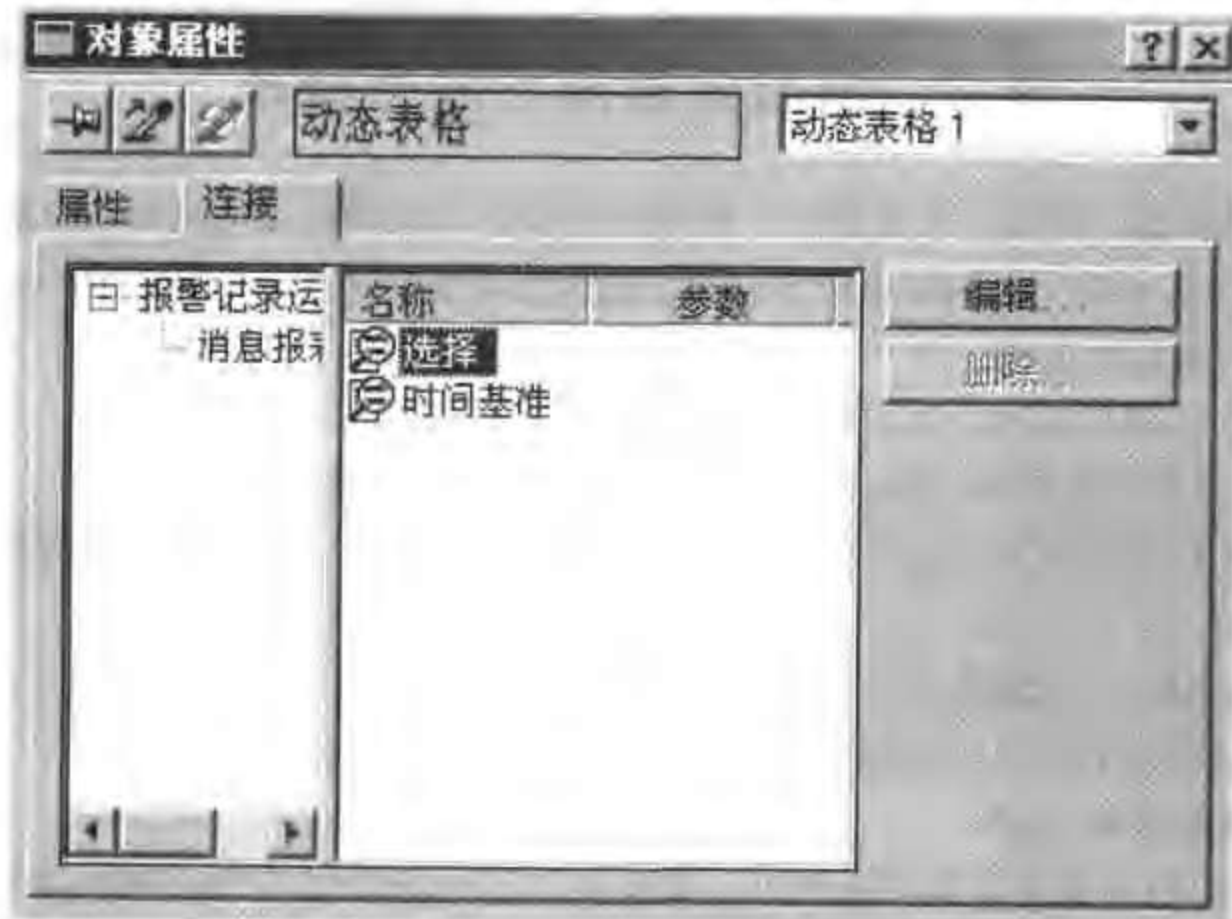 对象属性
动态表格
动态表格 1
属性
连接
报警记录运
消息报
名称
参数
选择
时间基准
编辑...
删除...